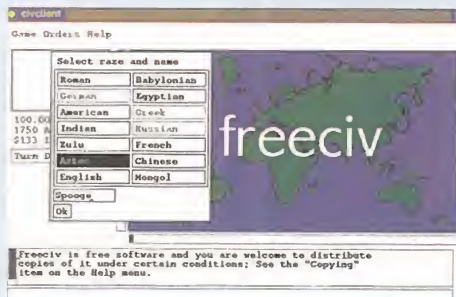 civclient
Game Orders Help
Select raze and name
Roman Babylonian
German Egyptian
American Greek
Indian Russian
Zulu French
Aztec Chinese
English Mongol
Spooge
Ok
100.00
1750 A
$133
Turn D
freeciv
Freeciv is free software and you are welcome to distribute
copies of it under certain conditions; See the "Copying"
item on the Help menu.